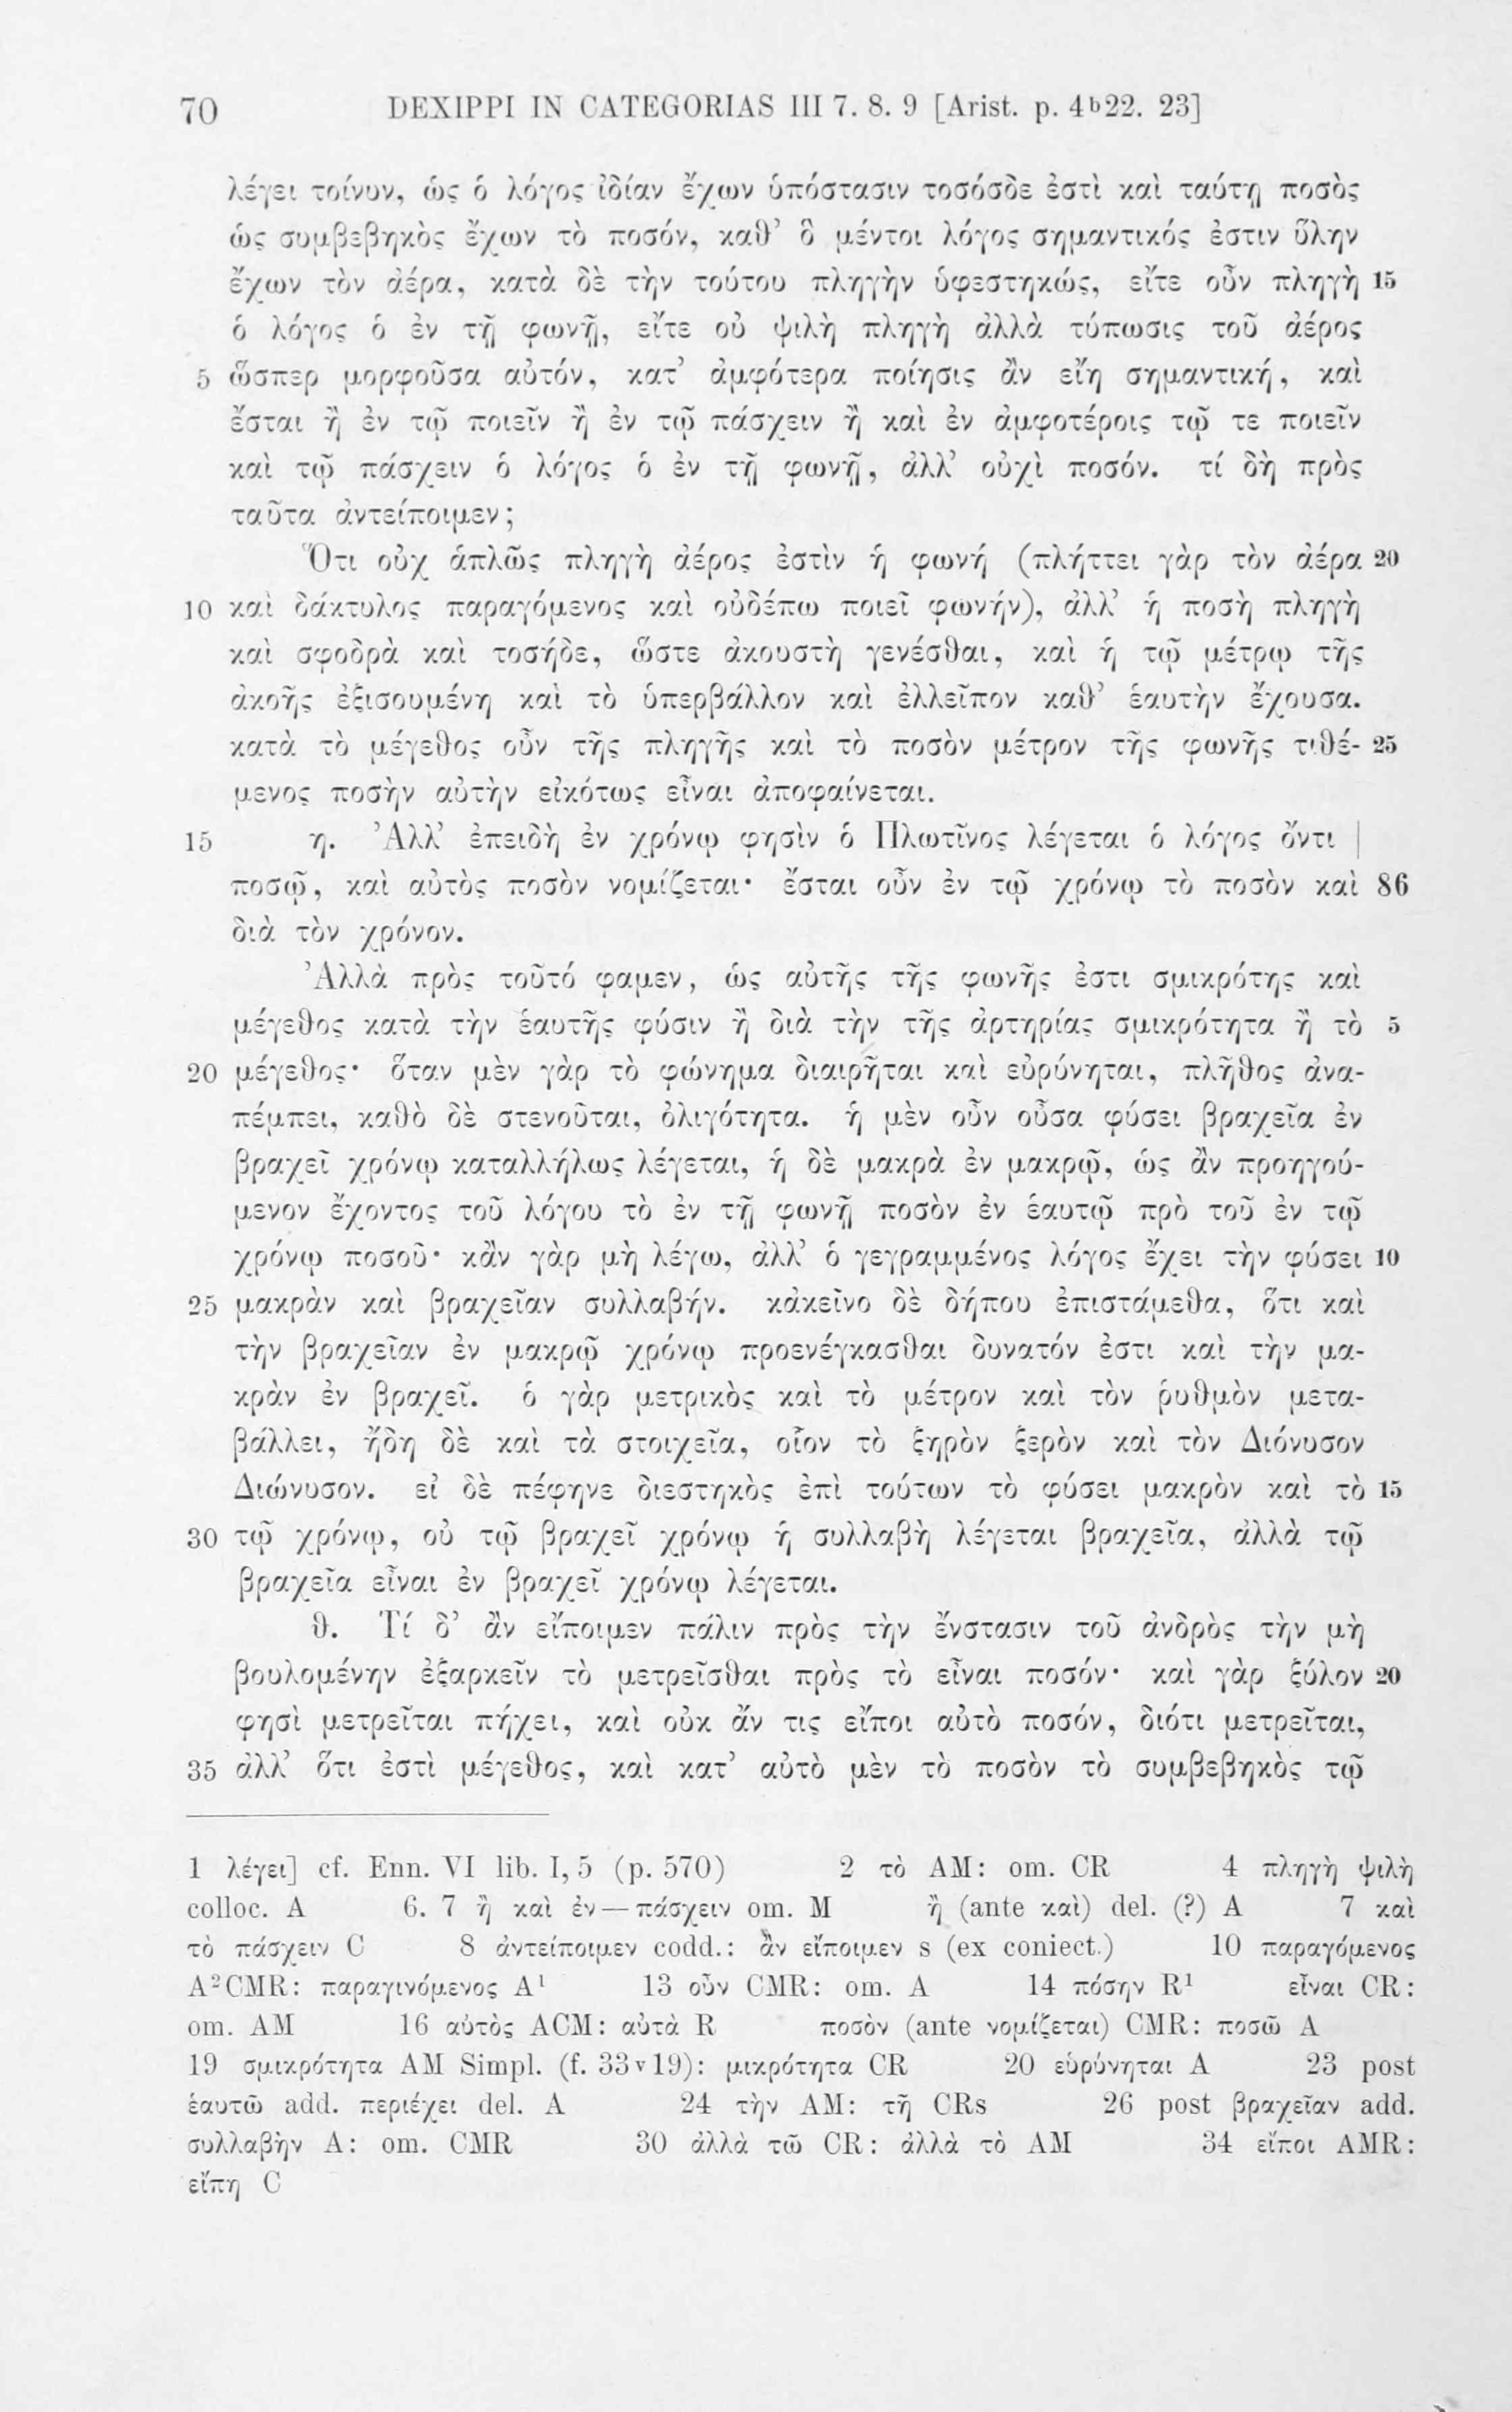 70 DEXIPPI IN CATEGORIAS III 7. 8. 9 [Arist. p. 4b22. 23]
λέγει τοίνυν, ὡς ὁ λόγος ἰδίαν ἔχων ὑπόστασιν τοσόσδε ἐστὶ καὶ ταύτῃ ποσὸς
ὡς συμβεβηκὸς ἔχων τὸ ποσόν, καθ’ ὃ μέντοι λόγος σημαντικός ἐστιν ὕλην
ἔχων τὸν ἀέρα, κατὰ δὲ τὴν τούτου πληγὴν ὑφεστηκώς, εἴτε οὖν πληγὴ 15
ὁ λόγος ὁ ἐν τῇ φωνῇ, εἴτε οὐ ψιλὴ πληγὴ ἀλλὰ τύπωσις τοῦ ἀέρος
5 ὥσπερ μορφοῦσα αὐτόν, κατ’ ἀμφότερα ποίησις ἂν εἴη σημαντική, καὶ
ἔσται ἢ ἐν τῷ ποιεῖν ἢ ἐν τῷ πάσχειν ἢ καὶ ἐν ἀμφοτέροις τῷ τε ποιεῖν
καὶ τῷ πάσχειν ὁ λόγος ὁ ἐν τῇ φωνῇ, ἀλλ’ οὐχὶ ποσόν. τί δὴ πρὸς
ταῦτα ἀντείποιμεν;
Ὅτι οὐχ ἁπλῶς πληγὴ ἀέρος ἐστὶν ἡ φωνή (πλήττει γὰρ τὸν ἀέρα 20
10 καὶ δάκτυλος παραγόμενος καὶ οὐδέπω ποιεῖ φωνήν), ἀλλ’ ἡ ποσὴ πληγὴ
καὶ σφοδρὰ καὶ τοσήδε, ὥστε ἀκουστὴ γενέσθαι, καὶ ἡ τῷ μέτρῳ τῆς
ἀκοῆς ἐξισουμένη καὶ τὸ ὑπερβάλλον καὶ ἐλλεῖπον καθ’ ἑαυτὴν ἔχουσα.
κατὰ τὸ μέγεθος οὖν τῆς πληγῆς καὶ τὸ ποσὸν μέτρον τῆς φωνῆς τιθέ- 25
μενος ποσὴν αὐτὴν εἰκότως εἶναι ἀποφαίνεται.
15 η. Ἀλλ’ ἐπειδὴ ἐν χρόνῳ φησὶν ὁ Πλωτῖνος λέγεται ὁ λόγος ὄντι |
ποσῷ, καὶ αὐτὸς ποσὸν νομίζεται· ἔσται οὖν ἐν τῷ χρόνῳ τὸ ποσὸν καὶ 86
διὰ τὸν χρόνον.
Ἀλλὰ πρὸς τοῦτό φαμεν, ὡς αὐτῆς τῆς φωνῆς ἐστι σμικρότης καὶ
μέγεθος κατὰ τὴν ἑαυτῆς φύσιν ἢ διὰ τὴν τῆς ἀρτηρίας σμικρότητα ἢ τὸ 5
20 μέγεθος· ὅταν μὲν γὰρ τὸ φώνημα διαιρῆται καὶ εὐρύνηται, πλῆθος ἀνα-
πέμπει, καθὸ δὲ στενοῦται, ὀλιγότητα. ἡ μὲν οὖν οὖσα φύσει βραχεῖα ἐν
βραχεῖ χρόνῳ καταλλήλως λέγεται, ἡ δὲ μακρὰ ἐν μακρῷ, ὡς ἂν προηγού-
μενον ἔχοντος τοῦ λόγου τὸ ἐν τῇ φωνῇ ποσὸν ἐν ἑαυτῷ πρὸ τοῦ ἐν τῷ
χρόνῳ ποσοῦ· κἂν γὰρ μὴ λέγω, ἀλλ’ ὁ γεγραμμένος λόγος ἔχει τὴν φύσει 10
25 μακρὰν καὶ βραχεῖαν συλλαβήν. κἀκεῖνο δὲ δήπου ἐπιστάμεθα, ὅτι καὶ
τὴν βραχεῖαν ἐν μακρῷ χρόνῳ προενέγκασθαι δυνατόν ἐστι καὶ τὴν μα-
κρὰν ἐν βραχεῖ. ὁ γὰρ μετρικὸς καὶ τὸ μέτρον καὶ τὸν ῥυθμὸν μετα-
βάλλει, ἤδη δὲ καὶ τὰ στοιχεῖα, οἷον τὸ ξηρὸν ξερὸν καὶ τὸν Διόνυσον
Διώνυσον. εἰ δὲ πέφηνε διεστηκὸς ἐπὶ τούτων τὸ φύσει μακρὸν καὶ τὸ 15
30 τῷ χρόνῳ, οὐ τῷ βραχεῖ χρόνῳ ἡ συλλαβὴ λέγεται βραχεῖα, ἀλλὰ τῷ
βραχεῖα εἶναι ἐν βραχεῖ χρόνῳ λέγεται.
θ. Τί δ’ ἂν εἴποιμεν πάλιν πρὸς τὴν ἔνστασιν τοῦ ἀνδρὸς τὴν μὴ
βουλομένην ἐξαρκεῖν τὸ μετρεῖσθαι πρὸς τὸ εἶναι ποσόν· καὶ γὰρ ξύλον 20
φησὶ μετρεῖται πήχει, καὶ οὐκ ἄν τις εἴποι αὐτὸ ποσόν, διότι μετρεῖται,
35 ἀλλ’ ὅτι ἐστὶ μέγεθος, καὶ κατ’ αὐτὸ μὲν τὸ ποσὸν τὸ συμβεβηκὸς τῷ
1 λέγει] cf. Enn. VI lib. I, 5 (p. 570) 2 τὸ AM: om. CR 4 πληγὴ ψιλὴ
colloc. A 6. 7 ἢ καὶ ἐν—πάσχειν om. M ἢ (ante καὶ) del. (?) A 7 καὶ
τὸ πάσχειν C 8 ἀντείποιμεν codd.: ἂν εἴποιμεν s (ex coniect.) 10 παραγόμενος
A²CMR: παραγινόμενος A¹ 13 οὖν CMR: om. A 14 πόσην R¹ εἶναι CR:
om. AM 16 αὐτὸς ACM: αὐτὰ R ποσὸν (ante νομίζεται) CMR: ποσῶ A
19 σμικρότητα AM Simpl. (f. 33v19): μικρότητα CR 20 εὑρύνηται A 23 post
ἑαυτῶ add. περιέχει del. A 24 τὴν AM: τῆ CRs 26 post βραχεῖαν add.
συλλαβὴν A: om. CMR 30 ἀλλὰ τῶ CR: ἀλλὰ τὸ AM 34 εἴποι AMR:
εἴπη C